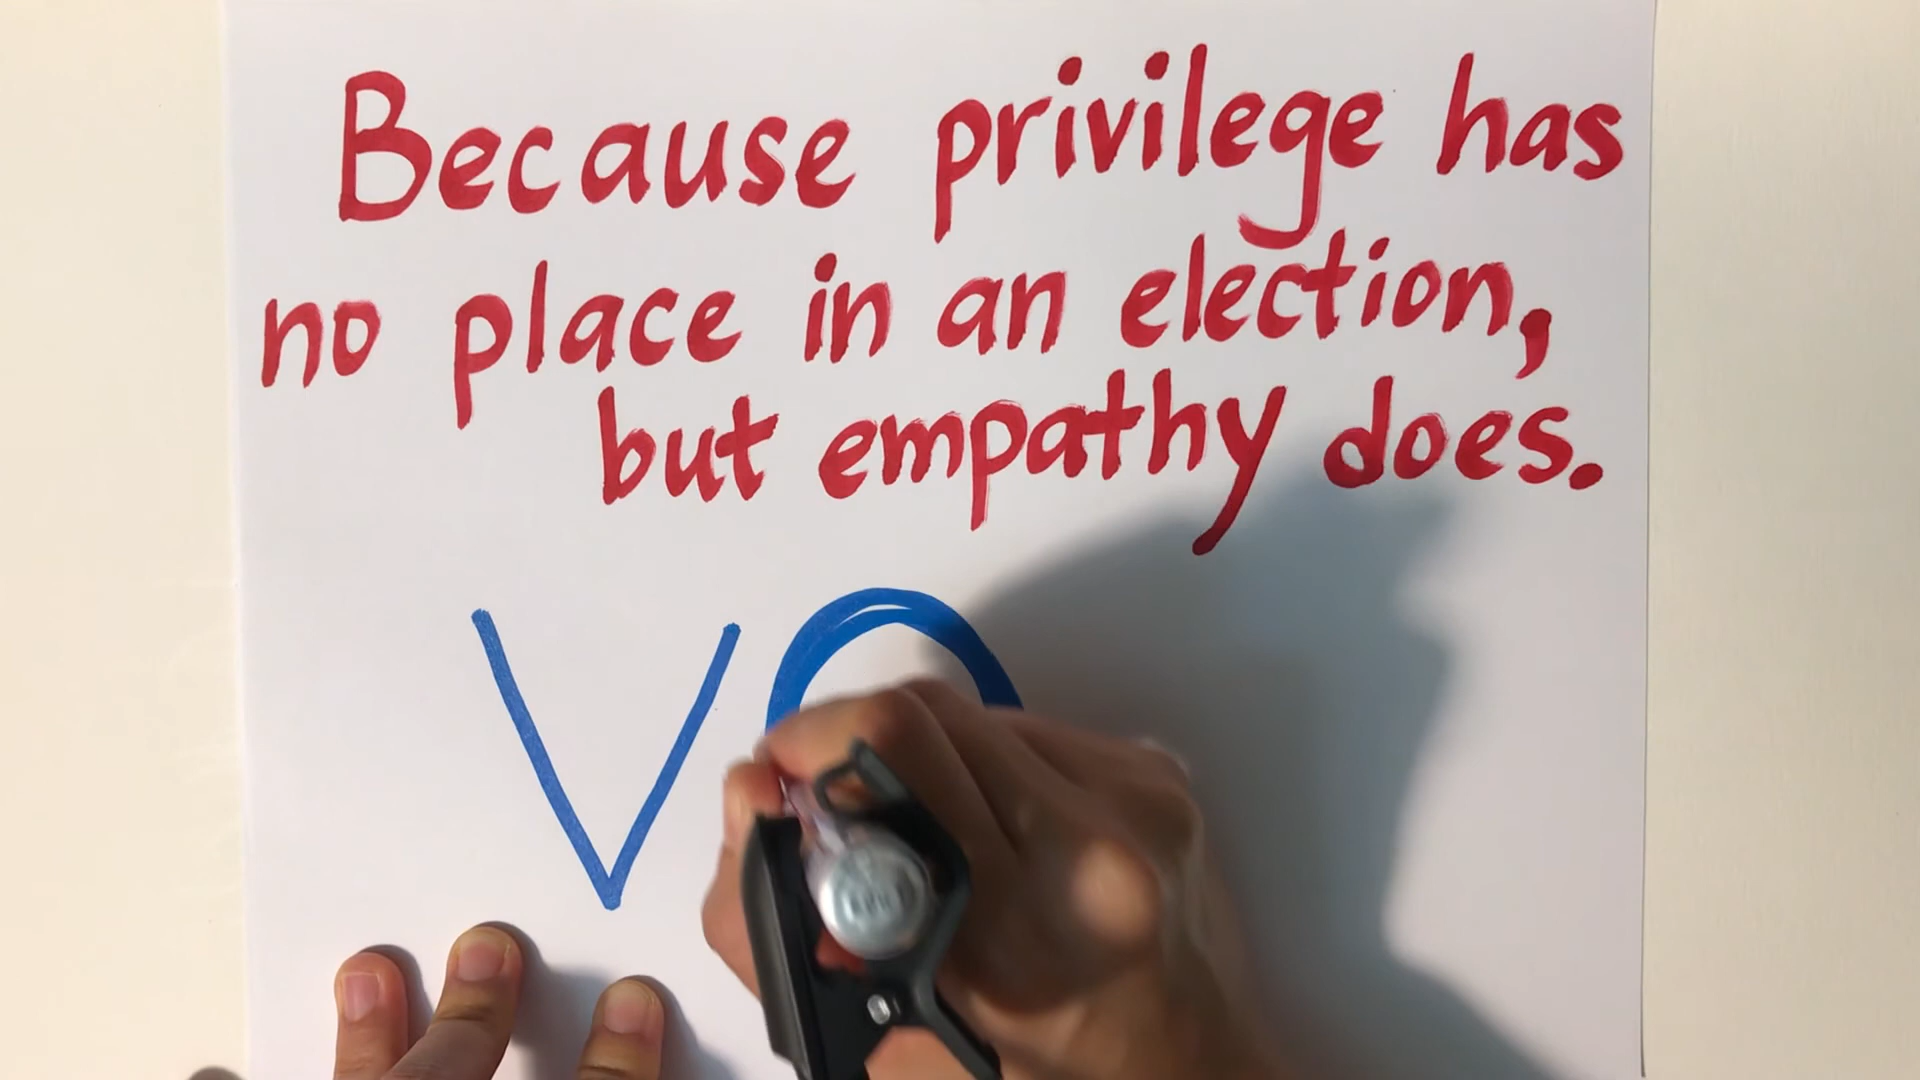 Because privilege has
no place in an election,
but empathy does.
VO